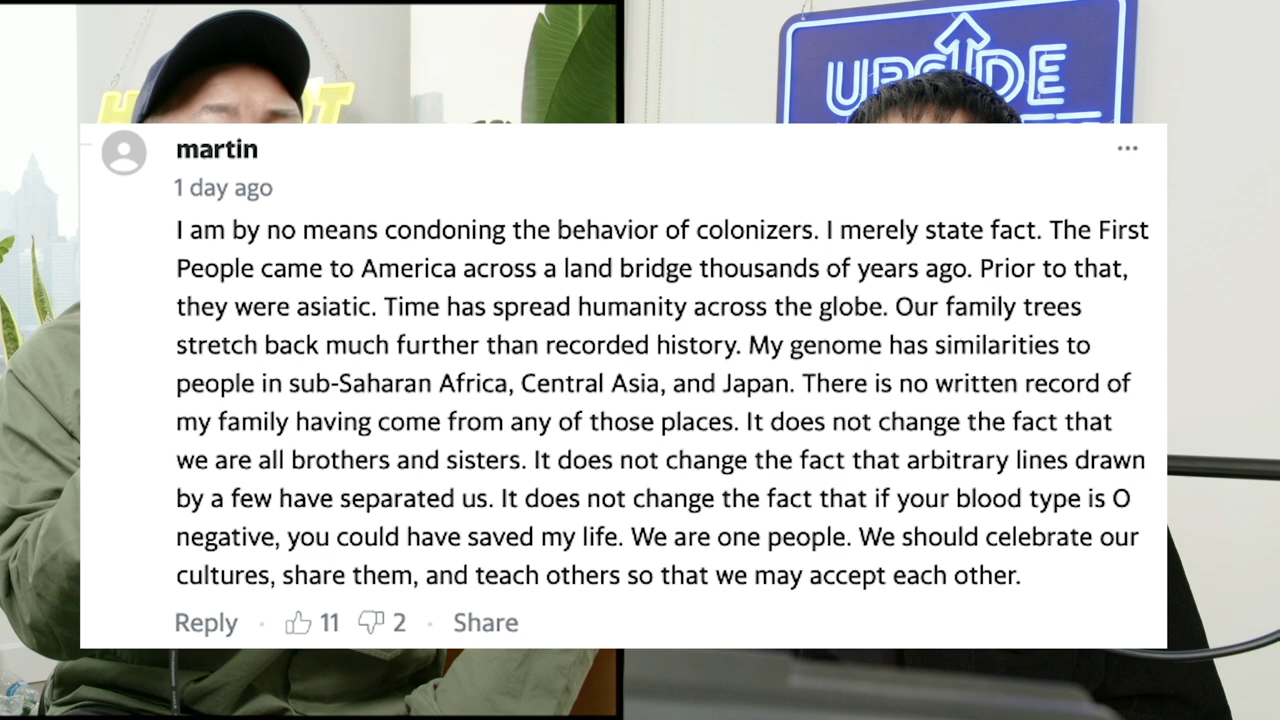 UPSIDE
martin
1 day ago
I am by no means condoning the behavior of colonizers. I merely state fact. The First
People came to America across a land bridge thousands of years ago. Prior to that,
they were asiatic. Time has spread humanity across the globe. Our family trees
stretch back much further than recorded history. My genome has similarities to
people in sub-Saharan Africa, Central Asia, and Japan. There is no written record of
my family having come from any of those places. It does not change the fact that
we are all brothers and sisters. It does not change the fact that arbitrary lines drawn
by a few have separated us. It does not change the fact that if your blood type is O
negative, you could have saved my life. We are one people. We should celebrate our
cultures, share them, and teach others so that we may accept each other.
Reply · 11 2 · Share